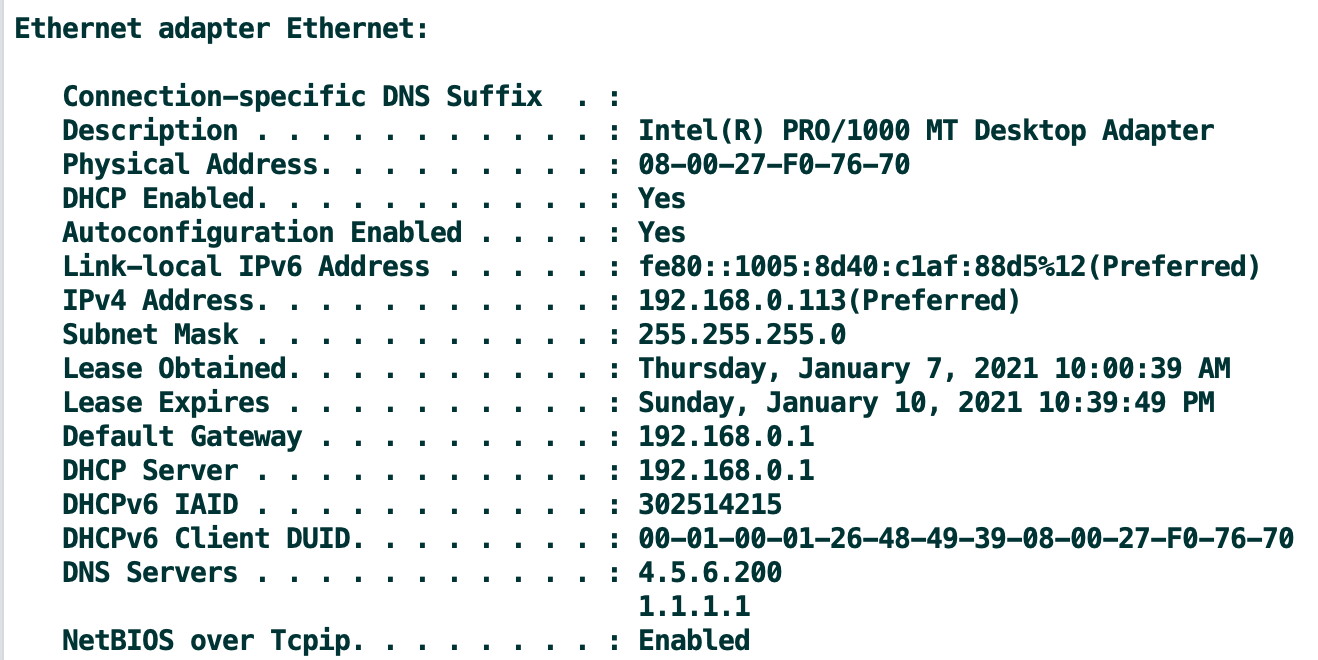 Ethernet adapter Ethernet:
Connection-specific DNS Suffix  . :
Description . . . . . . . . . . . : Intel(R) PRO/1000 MT Desktop Adapter
Physical Address. . . . . . . . . : 08-00-27-F0-76-70
DHCP Enabled. . . . . . . . . . . : Yes
Autoconfiguration Enabled . . . . : Yes
Link-local IPv6 Address . . . . . : fe80::1005:8d40:c1af:88d5%12(Preferred)
IPv4 Address. . . . . . . . . . . : 192.168.0.113(Preferred)
Subnet Mask . . . . . . . . . . . : 255.255.255.0
Lease Obtained. . . . . . . . . . : Thursday, January 7, 2021 10:00:39 AM
Lease Expires . . . . . . . . . . : Sunday, January 10, 2021 10:39:49 PM
Default Gateway . . . . . . . . . : 192.168.0.1
DHCP Server . . . . . . . . . . . : 192.168.0.1
DHCPv6 IAID . . . . . . . . . . . : 302514215
DHCPv6 Client DUID. . . . . . . . : 00-01-00-01-26-48-49-39-08-00-27-F0-76-70
DNS Servers . . . . . . . . . . . : 4.5.6.200
1.1.1.1
NetBIOS over Tcpip. . . . . . . . : Enabled